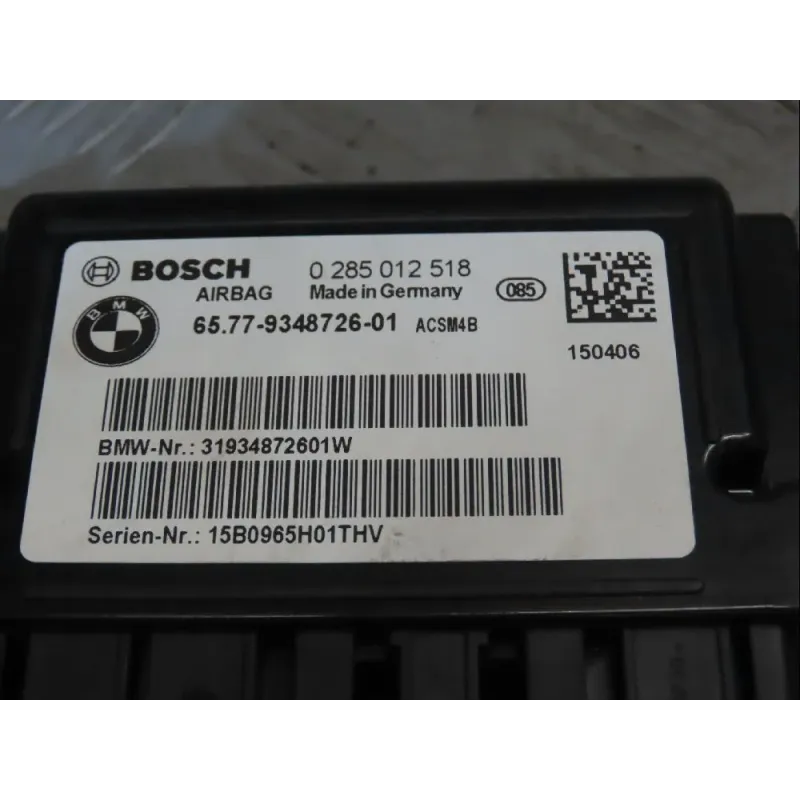 BOSCH 0 285 012 518
AIRBAG Made in Germany 085
BMW
65.77-9348726-01 ACSM4B
150406
BMW-Nr.: 31934872601W
Serien-Nr.: 15B0965H01THV